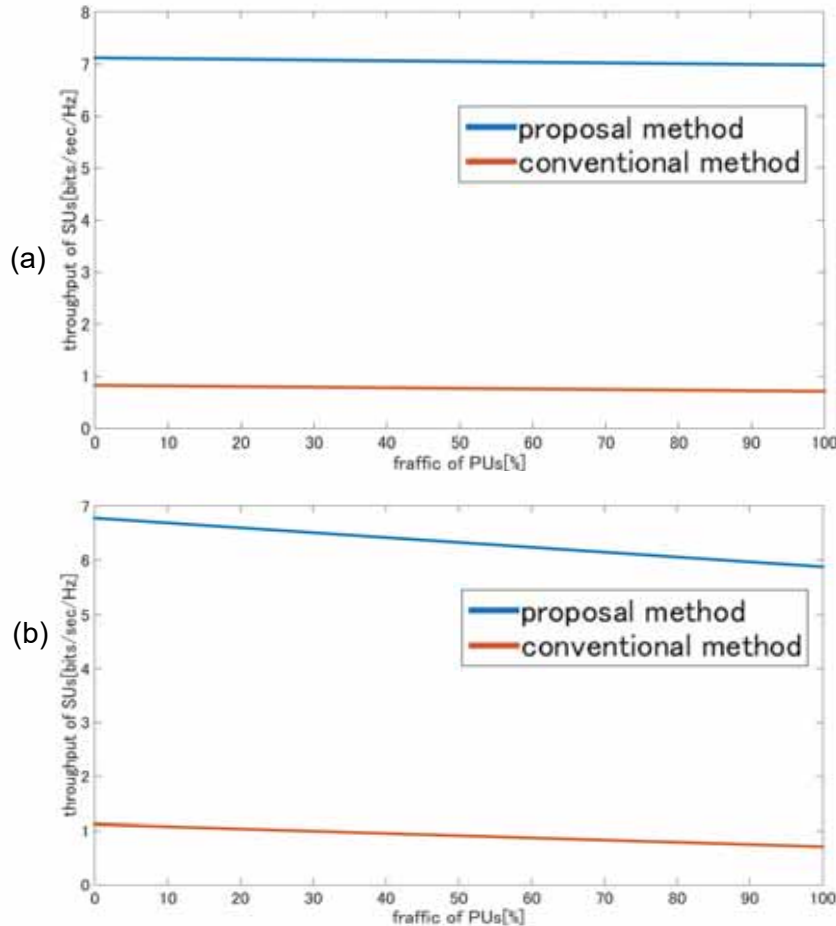 (a)
throughput of SUs[bits/sec/Hz]
8
7
6
5
4
3
2
1
0
proposal method
conventional method
0 10 20 30 40 50 60 70 80 90 100
fraffic of PUs[%]
(b)
throughput of SUs[bits/sec/Hz]
7
6
5
4
3
2
1
0
proposal method
conventional method
0 10 20 30 40 50 60 70 80 90 100
fraffic of PUs[%]